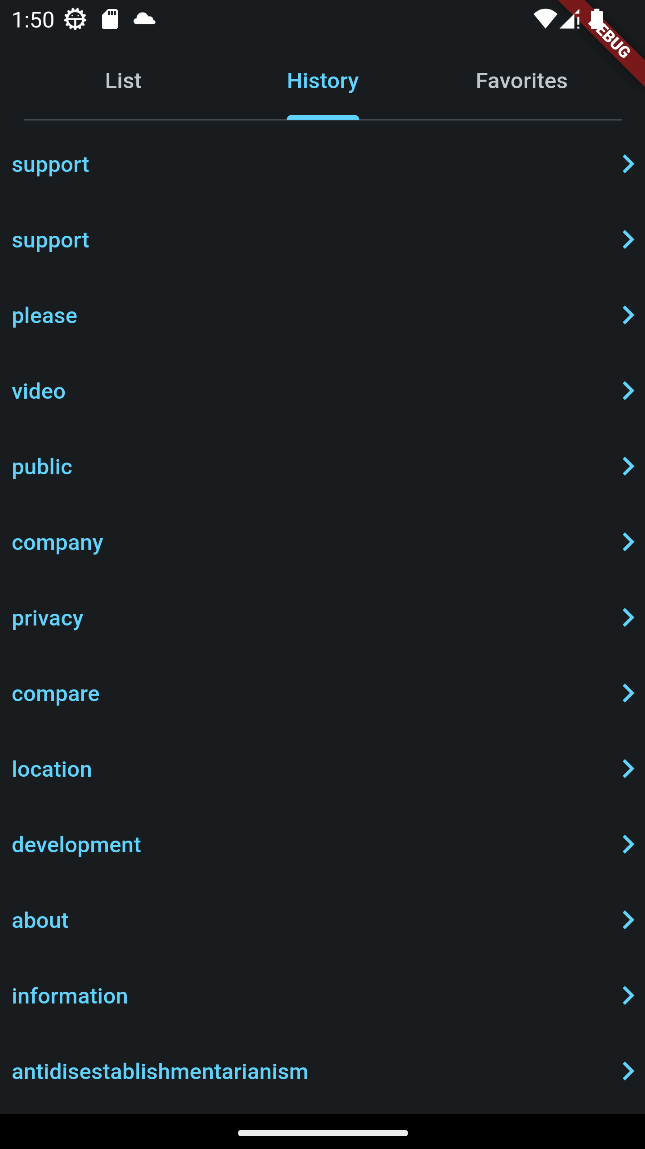 1:50
DEBUG
List History Favorites
support
support
please
video
public
company
privacy
compare
location
development
about
information
antidisestablishmentarianism